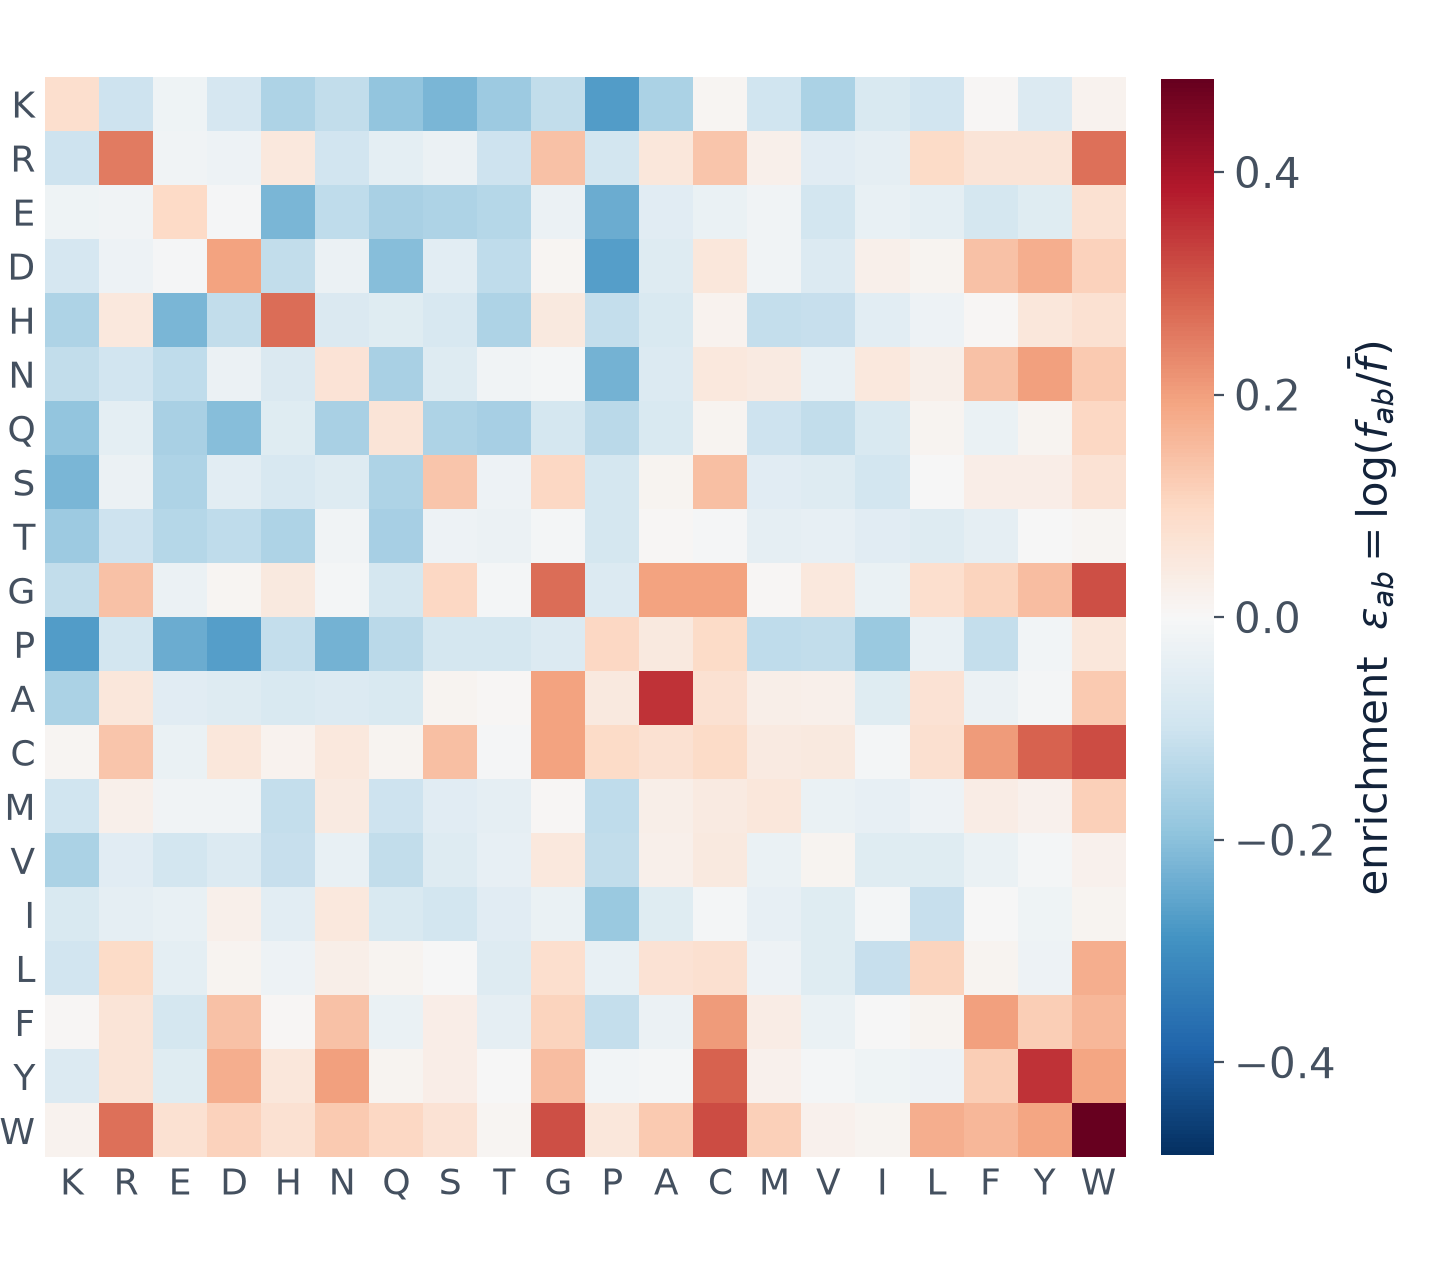 K
R
E
D
H
N
Q
S
T
G
P
A
C
M
V
I
L
F
Y
W
K R E D H N Q S T G P A C M V I L F Y W
0.4
0.2
0.0
−0.2
−0.4
enrichment ε_ab = log(f_ab/f̄)